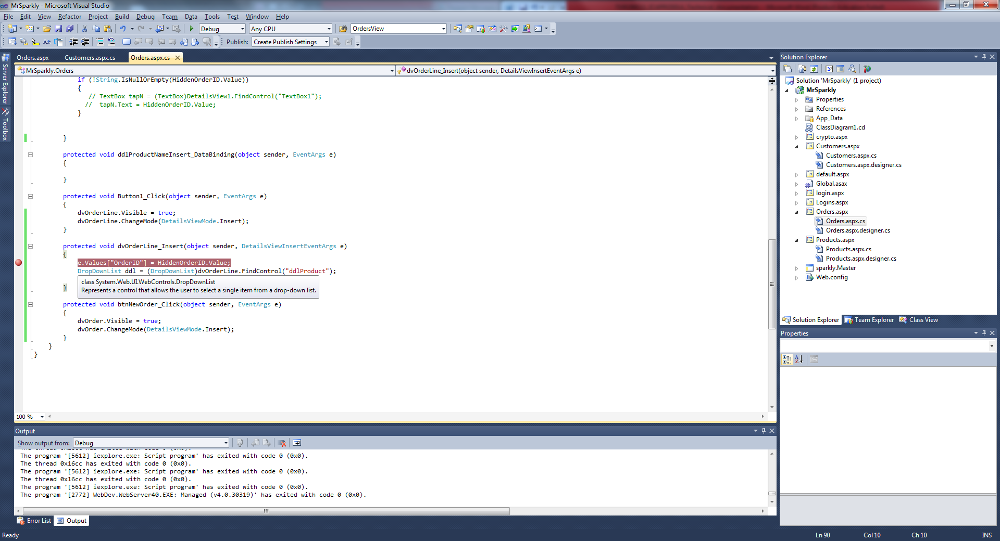 MrSparkly - Microsoft Visual Studio
File Edit View Refactor Project Build Debug Team Data Tools Test Window Help
Debug Any CPU OrdersView
Publish: Create Publish Settings
Server Explorer
Toolbox
Orders.aspx Customers.aspx.cs Orders.aspx.cs
MrSparkly.Orders dvOrderLine_Insert(object sender, DetailsViewInsertEventArgs e)
if (!String.IsNullOrEmpty(HiddenOrderID.Value))
{
// TextBox tapN = (TextBox)DetailsView1.FindControl("TextBox1");
// tapN.Text = HiddenOrderID.Value;
}
}
protected void ddlProductNameInsert_DataBinding(object sender, EventArgs e)
{
}
protected void Button1_Click(object sender, EventArgs e)
{
dvOrderLine.Visible = true;
dvOrderLine.ChangeMode(DetailsViewMode.Insert);
}
protected void dvOrderLine_Insert(object sender, DetailsViewInsertEventArgs e)
{
e.Values["OrderID"] = HiddenOrderID.Value;
DropDownList ddl = (DropDownList)dvOrderLine.FindControl("ddlProduct");
class System.Web.UI.WebControls.DropDownList
Represents a control that allows the user to select a single item from a drop-down list.
}
protected void btnNewOrder_Click(object sender, EventArgs e)
{
dvOrder.Visible = true;
dvOrder.ChangeMode(DetailsViewMode.Insert);
}
}
}
100 %
Output
Show output from: Debug
The program '[5612] iexplore.exe: Script program' has exited with code 0 (0x0).
The thread 0x16cc has exited with code 0 (0x0).
The program '[5612] iexplore.exe: Script program' has exited with code 0 (0x0).
The thread 0x16cc has exited with code 0 (0x0).
The program '[5612] iexplore.exe: Script program' has exited with code 0 (0x0).
The program '[2772] WebDev.WebServer40.EXE: Managed (v4.0.30319)' has exited with code 0 (0x0).
Error List Output
Solution Explorer
Solution 'MrSparkly' (1 project)
MrSparkly
Properties
References
App_Data
ClassDiagram1.cd
crypto.aspx
Customers.aspx
Customers.aspx.cs
Customers.aspx.designer.cs
default.aspx
Global.asax
login.aspx
Logins.aspx
Orders.aspx
Orders.aspx.cs
Orders.aspx.designer.cs
Products.aspx
Products.aspx.cs
Products.aspx.designer.cs
sparkly.Master
Web.config
Solution Explorer Team Explorer Class View
Properties
Ready Ln 90 Col 10 Ch 10 INS